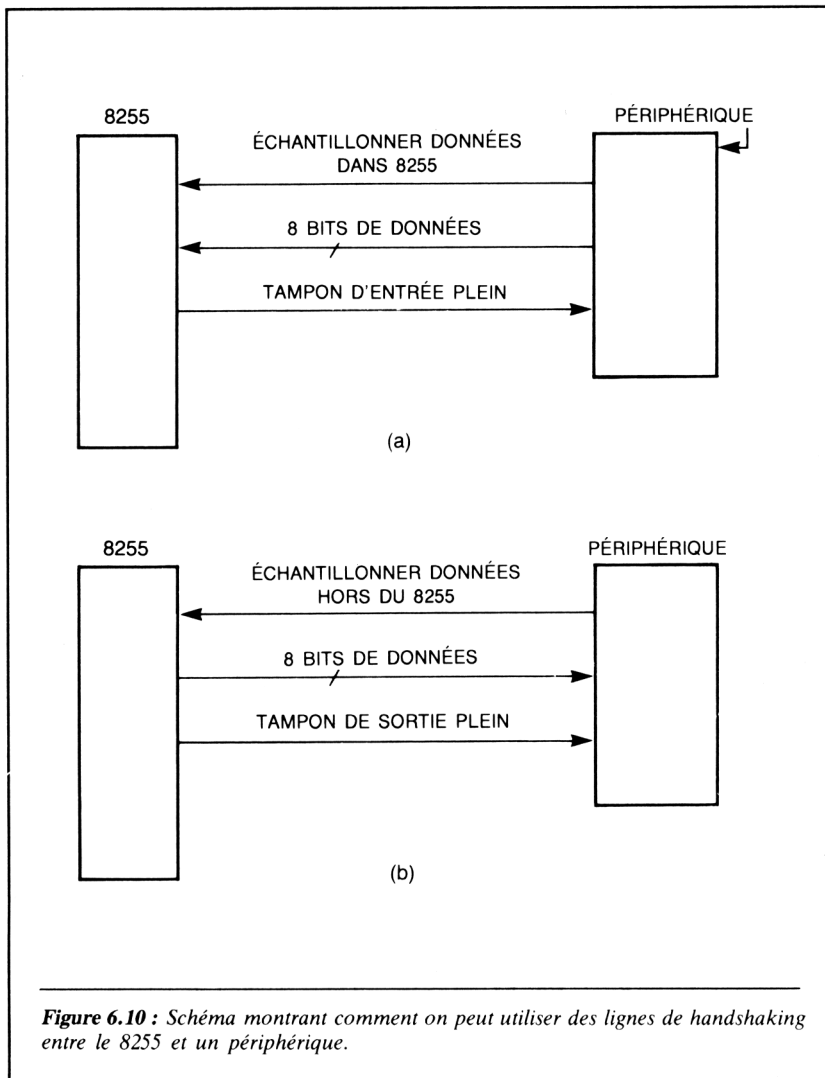 8255
PÉRIPHÉRIQUE
ÉCHANTILLONNER DONNÉES
DANS 8255
8 BITS DE DONNÉES
TAMPON D'ENTRÉE PLEIN
(a)
8255
PÉRIPHÉRIQUE
ÉCHANTILLONNER DONNÉES
HORS DU 8255
8 BITS DE DONNÉES
TAMPON DE SORTIE PLEIN
(b)
Figure 6.10 : Schéma montrant comment on peut utiliser des lignes de handshaking
entre le 8255 et un périphérique.